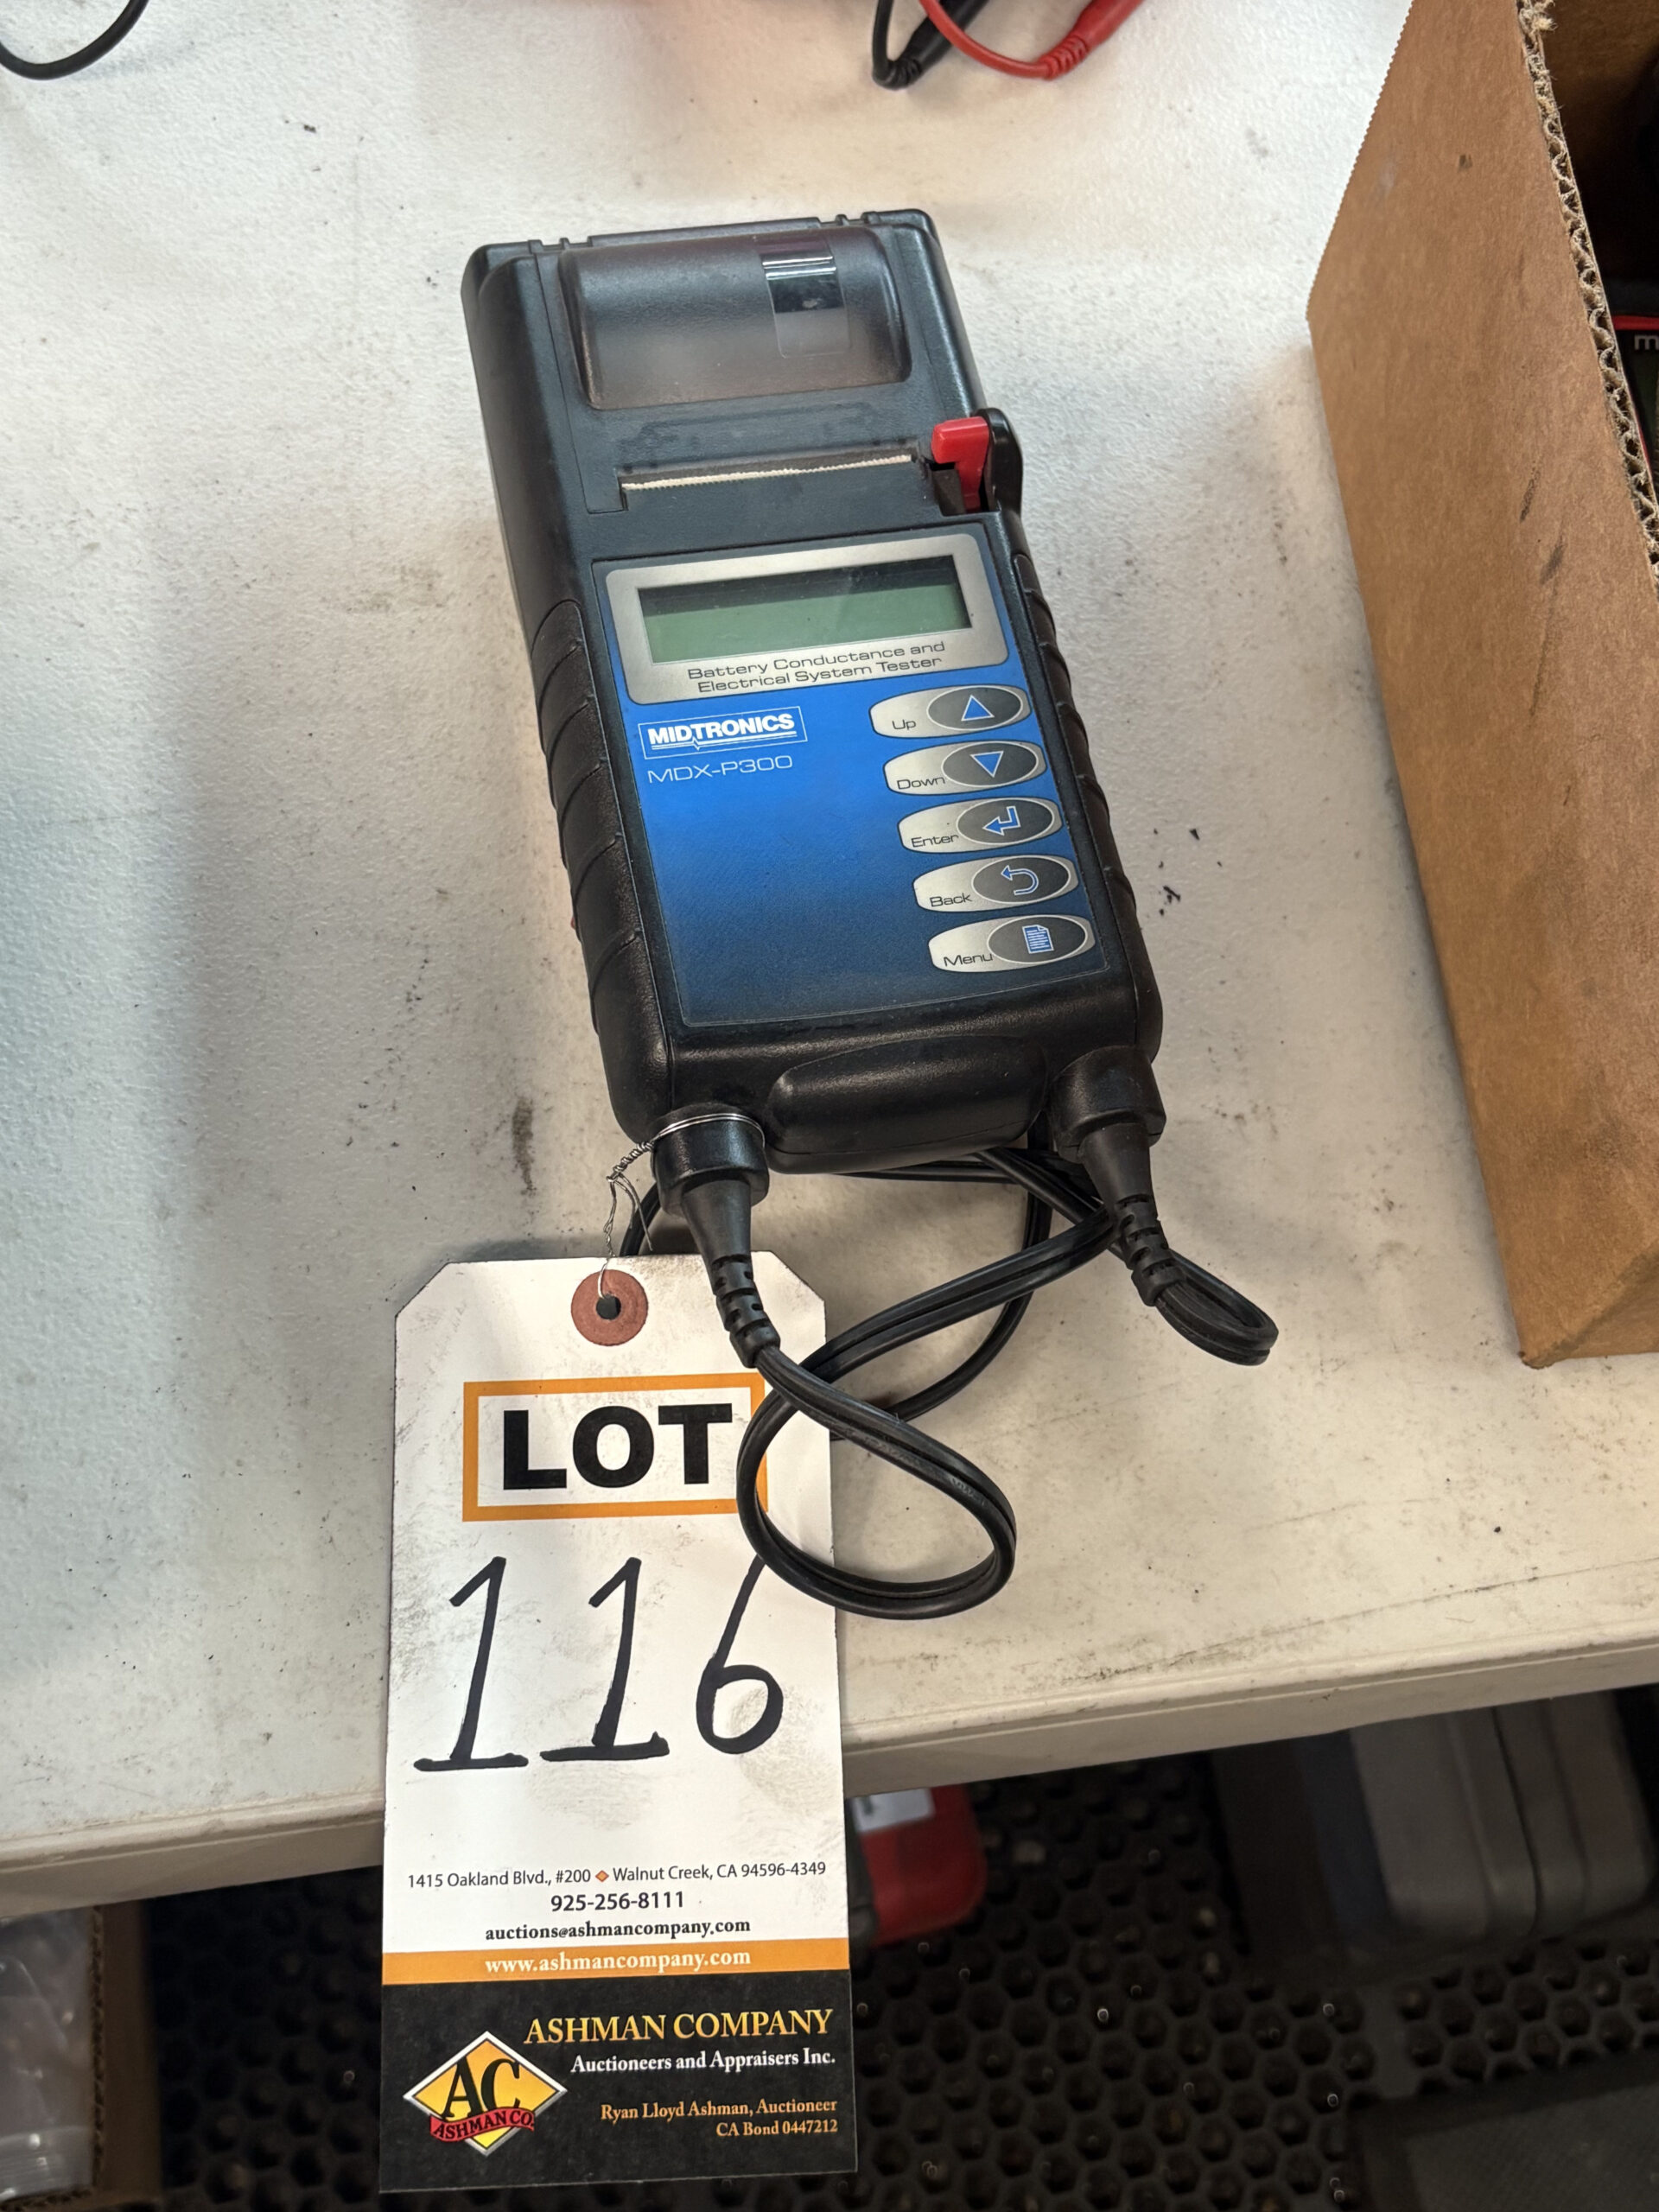 Battery Conductance and
Electrical System Tester
MIDTRONICS
MDX-P300
Up
Down
Enter
Back
Menu
LOT
116
1415 Oakland Blvd., #200 ◆ Walnut Creek, CA 94596-4349
925-256-8111
auctions@ashmancompany.com
www.ashmancompany.com
ASHMAN COMPANY
Auctioneers and Appraisers Inc.
AC
ASHMAN CO.
Ryan Lloyd Ashman, Auctioneer
CA Bond 0447212